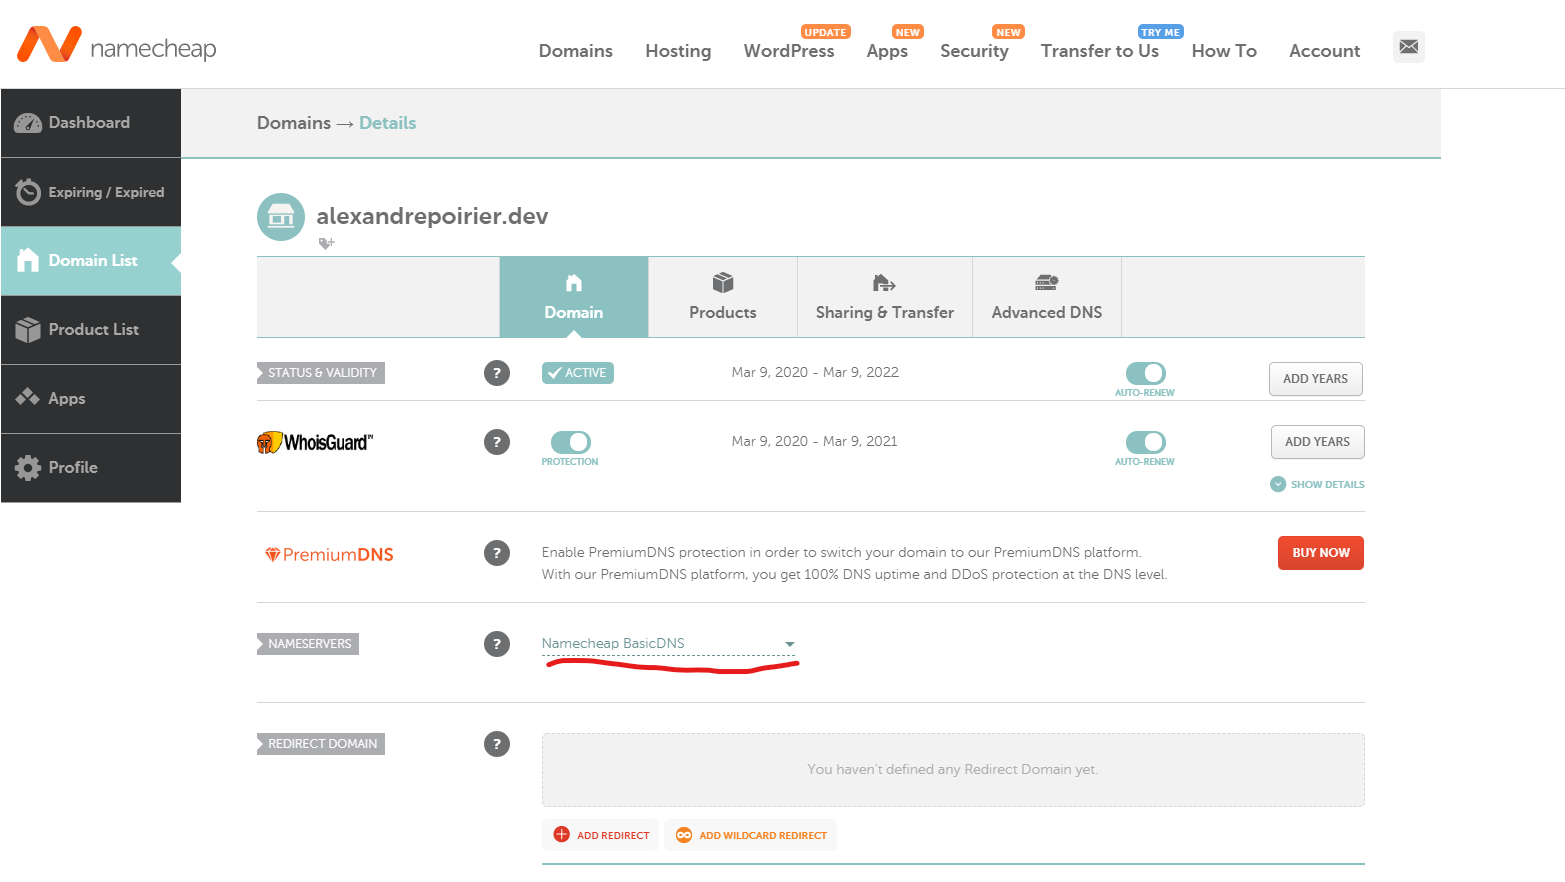 namecheap
UPDATE
NEW
NEW
TRY ME
Domains
Hosting
WordPress
Apps
Security
Transfer to Us
How To
Account
Dashboard
Expiring / Expired
Domain List
Product List
Apps
Profile
Domains → Details
alexandrepoirier.dev
Domain
Products
Sharing & Transfer
Advanced DNS
STATUS & VALIDITY
?
ACTIVE
Mar 9, 2020 - Mar 9, 2022
AUTO-RENEW
ADD YEARS
WhoisGuard™
?
PROTECTION
Mar 9, 2020 - Mar 9, 2021
AUTO-RENEW
ADD YEARS
SHOW DETAILS
PremiumDNS
?
Enable PremiumDNS protection in order to switch your domain to our PremiumDNS platform.
With our PremiumDNS platform, you get 100% DNS uptime and DDoS protection at the DNS level.
BUY NOW
NAMESERVERS
?
Namecheap BasicDNS
REDIRECT DOMAIN
?
You haven't defined any Redirect Domain yet.
ADD REDIRECT
ADD WILDCARD REDIRECT